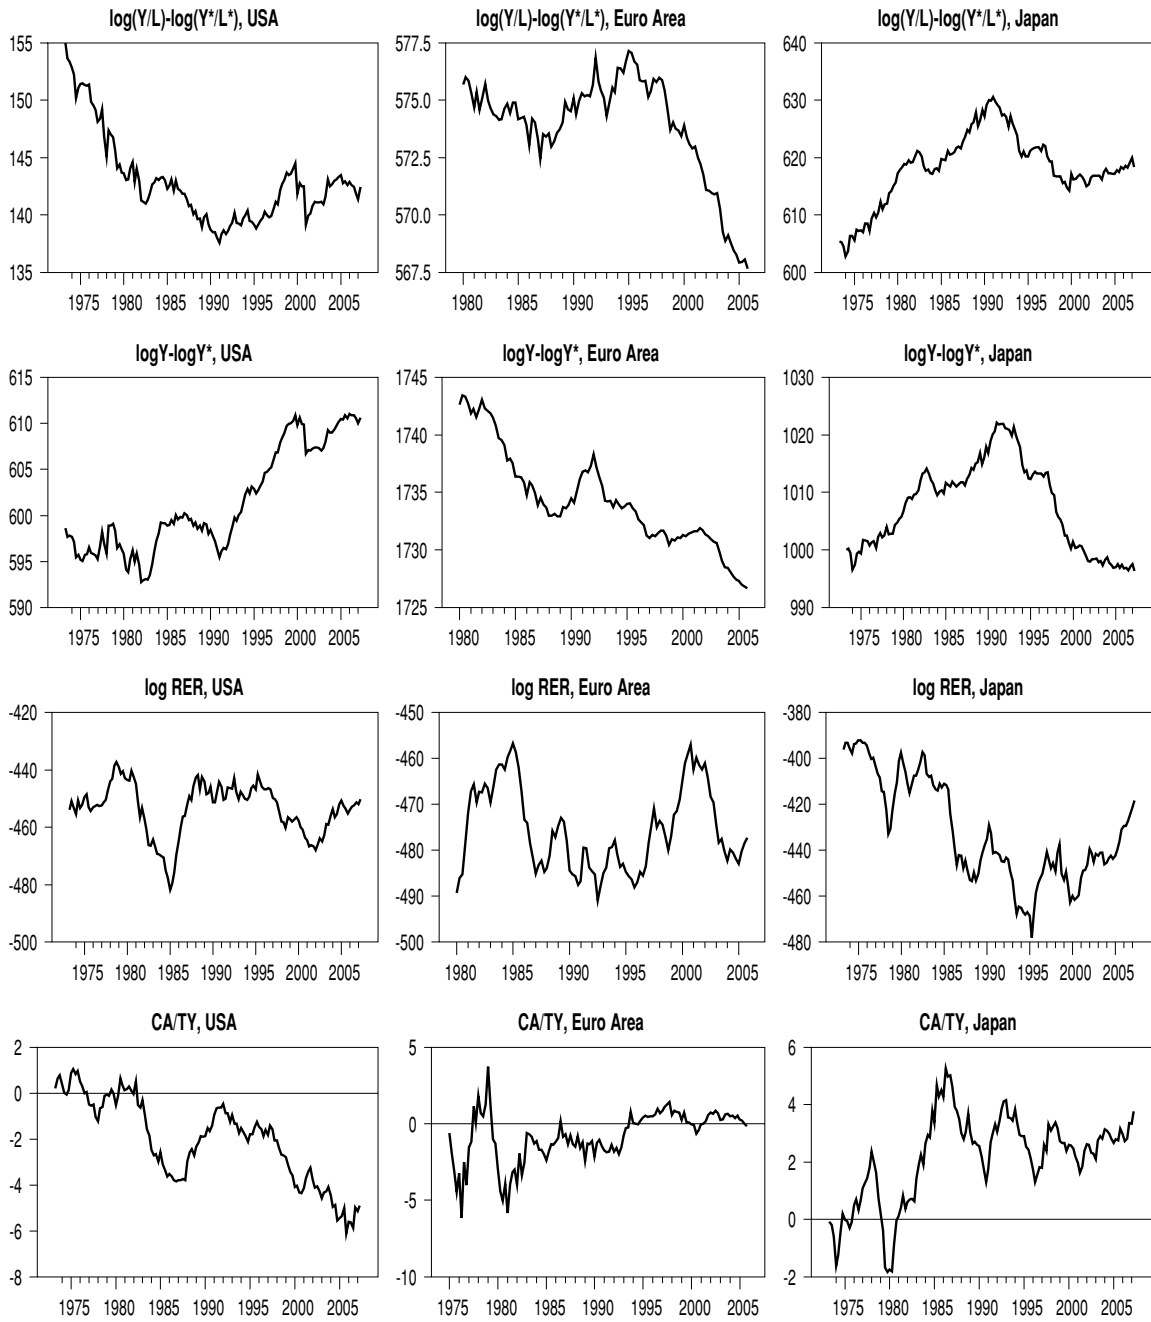 log(Y/L)-log(Y*/L*), USA
155
150
145
140
135
1975 1980 1985 1990 1995 2000 2005
log(Y/L)-log(Y*/L*), Euro Area
577.5
575.0
572.5
570.0
567.5
1980 1985 1990 1995 2000 2005
log(Y/L)-log(Y*/L*), Japan
640
630
620
610
600
1975 1980 1985 1990 1995 2000 2005
logY-logY*, USA
615
610
605
600
595
590
1975 1980 1985 1990 1995 2000 2005
logY-logY*, Euro Area
1745
1740
1735
1730
1725
1980 1985 1990 1995 2000 2005
logY-logY*, Japan
1030
1020
1010
1000
990
1975 1980 1985 1990 1995 2000 2005
log RER, USA
-420
-440
-460
-480
-500
1975 1980 1985 1990 1995 2000 2005
log RER, Euro Area
-450
-460
-470
-480
-490
-500
1980 1985 1990 1995 2000 2005
log RER, Japan
-380
-400
-420
-440
-460
-480
1975 1980 1985 1990 1995 2000 2005
CA/TY, USA
2
0
-2
-4
-6
-8
1975 1980 1985 1990 1995 2000 2005
CA/TY, Euro Area
5
0
-5
-10
1975 1980 1985 1990 1995 2000 2005
CA/TY, Japan
6
4
2
0
-2
1975 1980 1985 1990 1995 2000 2005